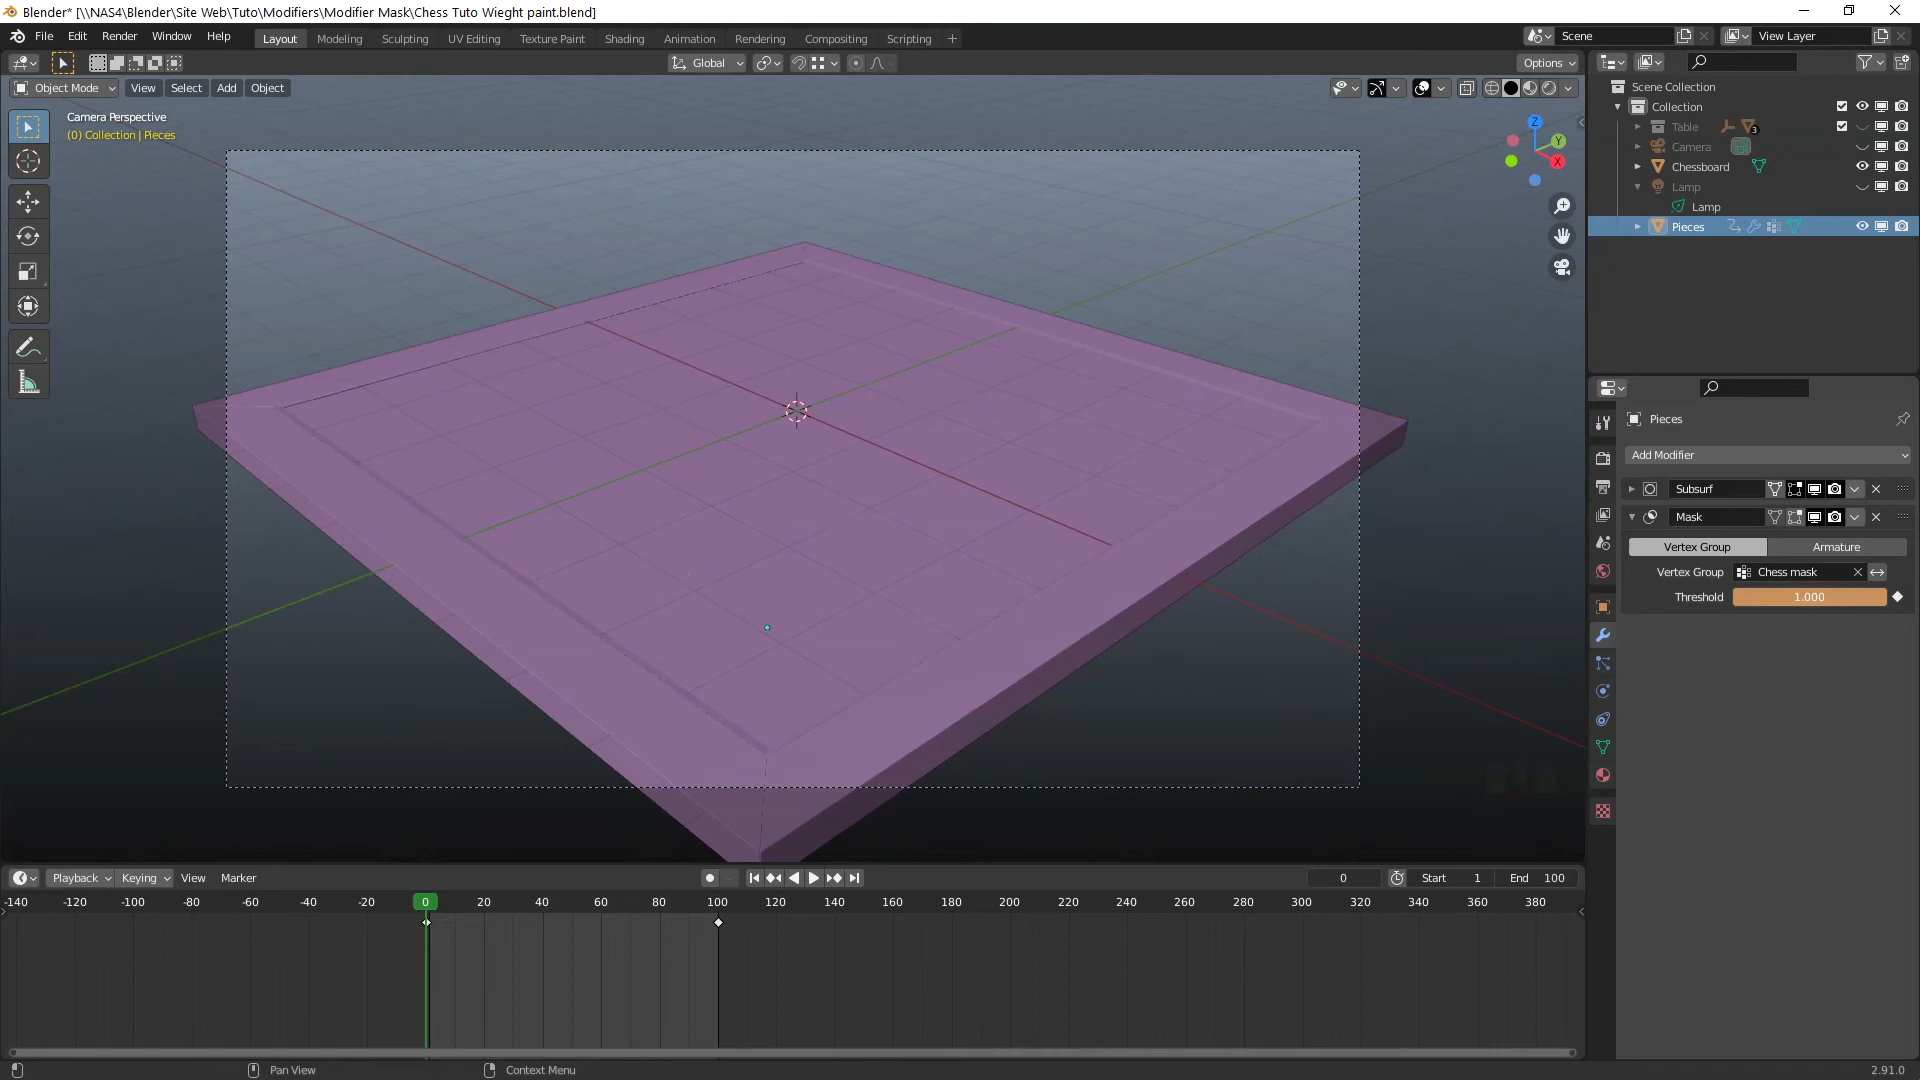 Blender* [\\NAS4\Blender\Site Web\Tuto\Modifiers\Modifier Mask\Chess Tuto Wieght paint.blend]
File Edit Render Window Help Layout Modeling Sculpting UV Editing Texture Paint Shading Animation Rendering Compositing Scripting + Scene View Layer
Global Options
Object Mode View Select Add Object
Camera Perspective
(0) Collection | Pieces
Z
Y
X
Scene Collection
Collection
Table 3
Camera
Chessboard
Lamp
Lamp
Pieces
Pieces
Add Modifier
Subsurf
Mask
Vertex Group Armature
Vertex Group Chess mask
Threshold 1.000
Playback Keying View Marker 0 Start 1 End 100
-140 -120 -100 -80 -60 -40 -20 0 20 40 60 80 100 120 140 160 180 200 220 240 260 280 300 320 340 360 380
Pan View Context Menu 2.91.0